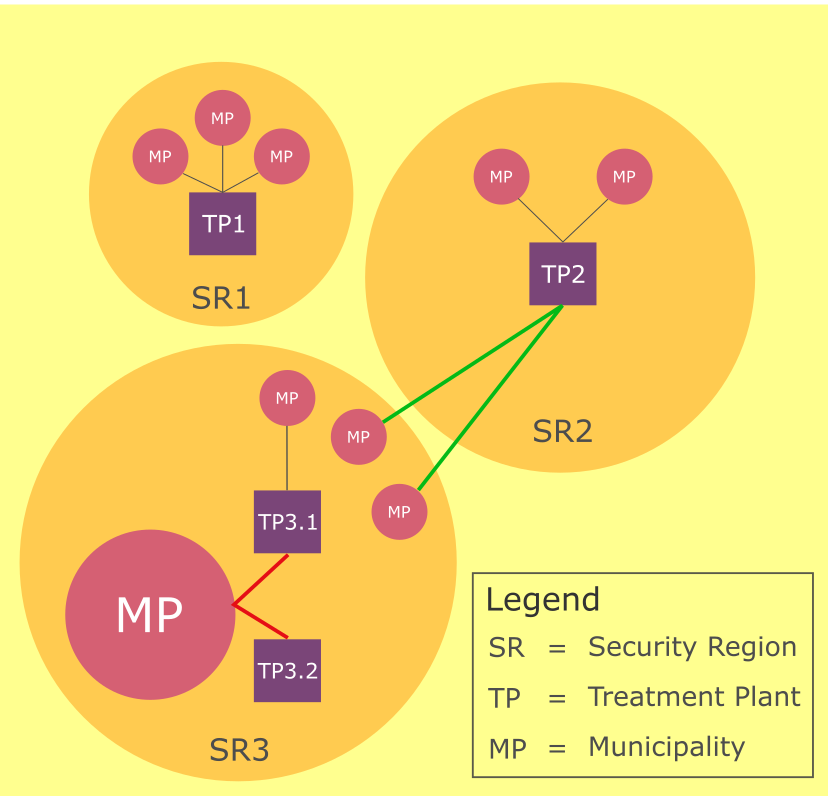 MP
MP
MP
TP1
SR1
MP
MP
TP2
SR2
MP
MP
MP
TP3.1
MP
TP3.2
SR3
Legend
SR = Security Region
TP = Treatment Plant
MP = Municipality